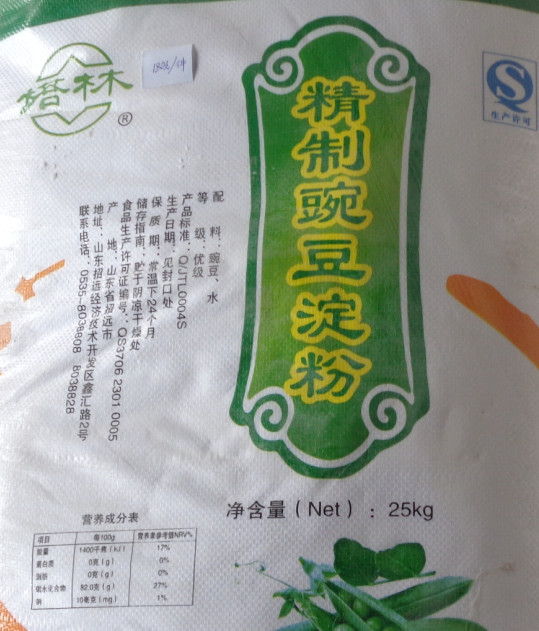 塔林
®
精制豌豆淀粉
生产许可
配料：豌豆、水
等级：优级
产品标准：Q/JTL0004S
生产日期：见封口处
保质期：常温下24个月
储存指南：贮于阴凉干燥处
食品生产许可证编号：QS3706 2301 0005
产地：山东省招远市
地址：山东招远经济技术开发区鑫汇路2号
联系电话：0535-8038808 8038828
净含量（Net）：25kg
营养成分表
项目 每100g 营养素参考值NRV%
能量 1400千焦（kJ） 17%
蛋白质 0克（g） 0%
脂肪 0克（g） 0%
碳水化合物 82.0克（g） 27%
钠 10毫克（mg） 1%